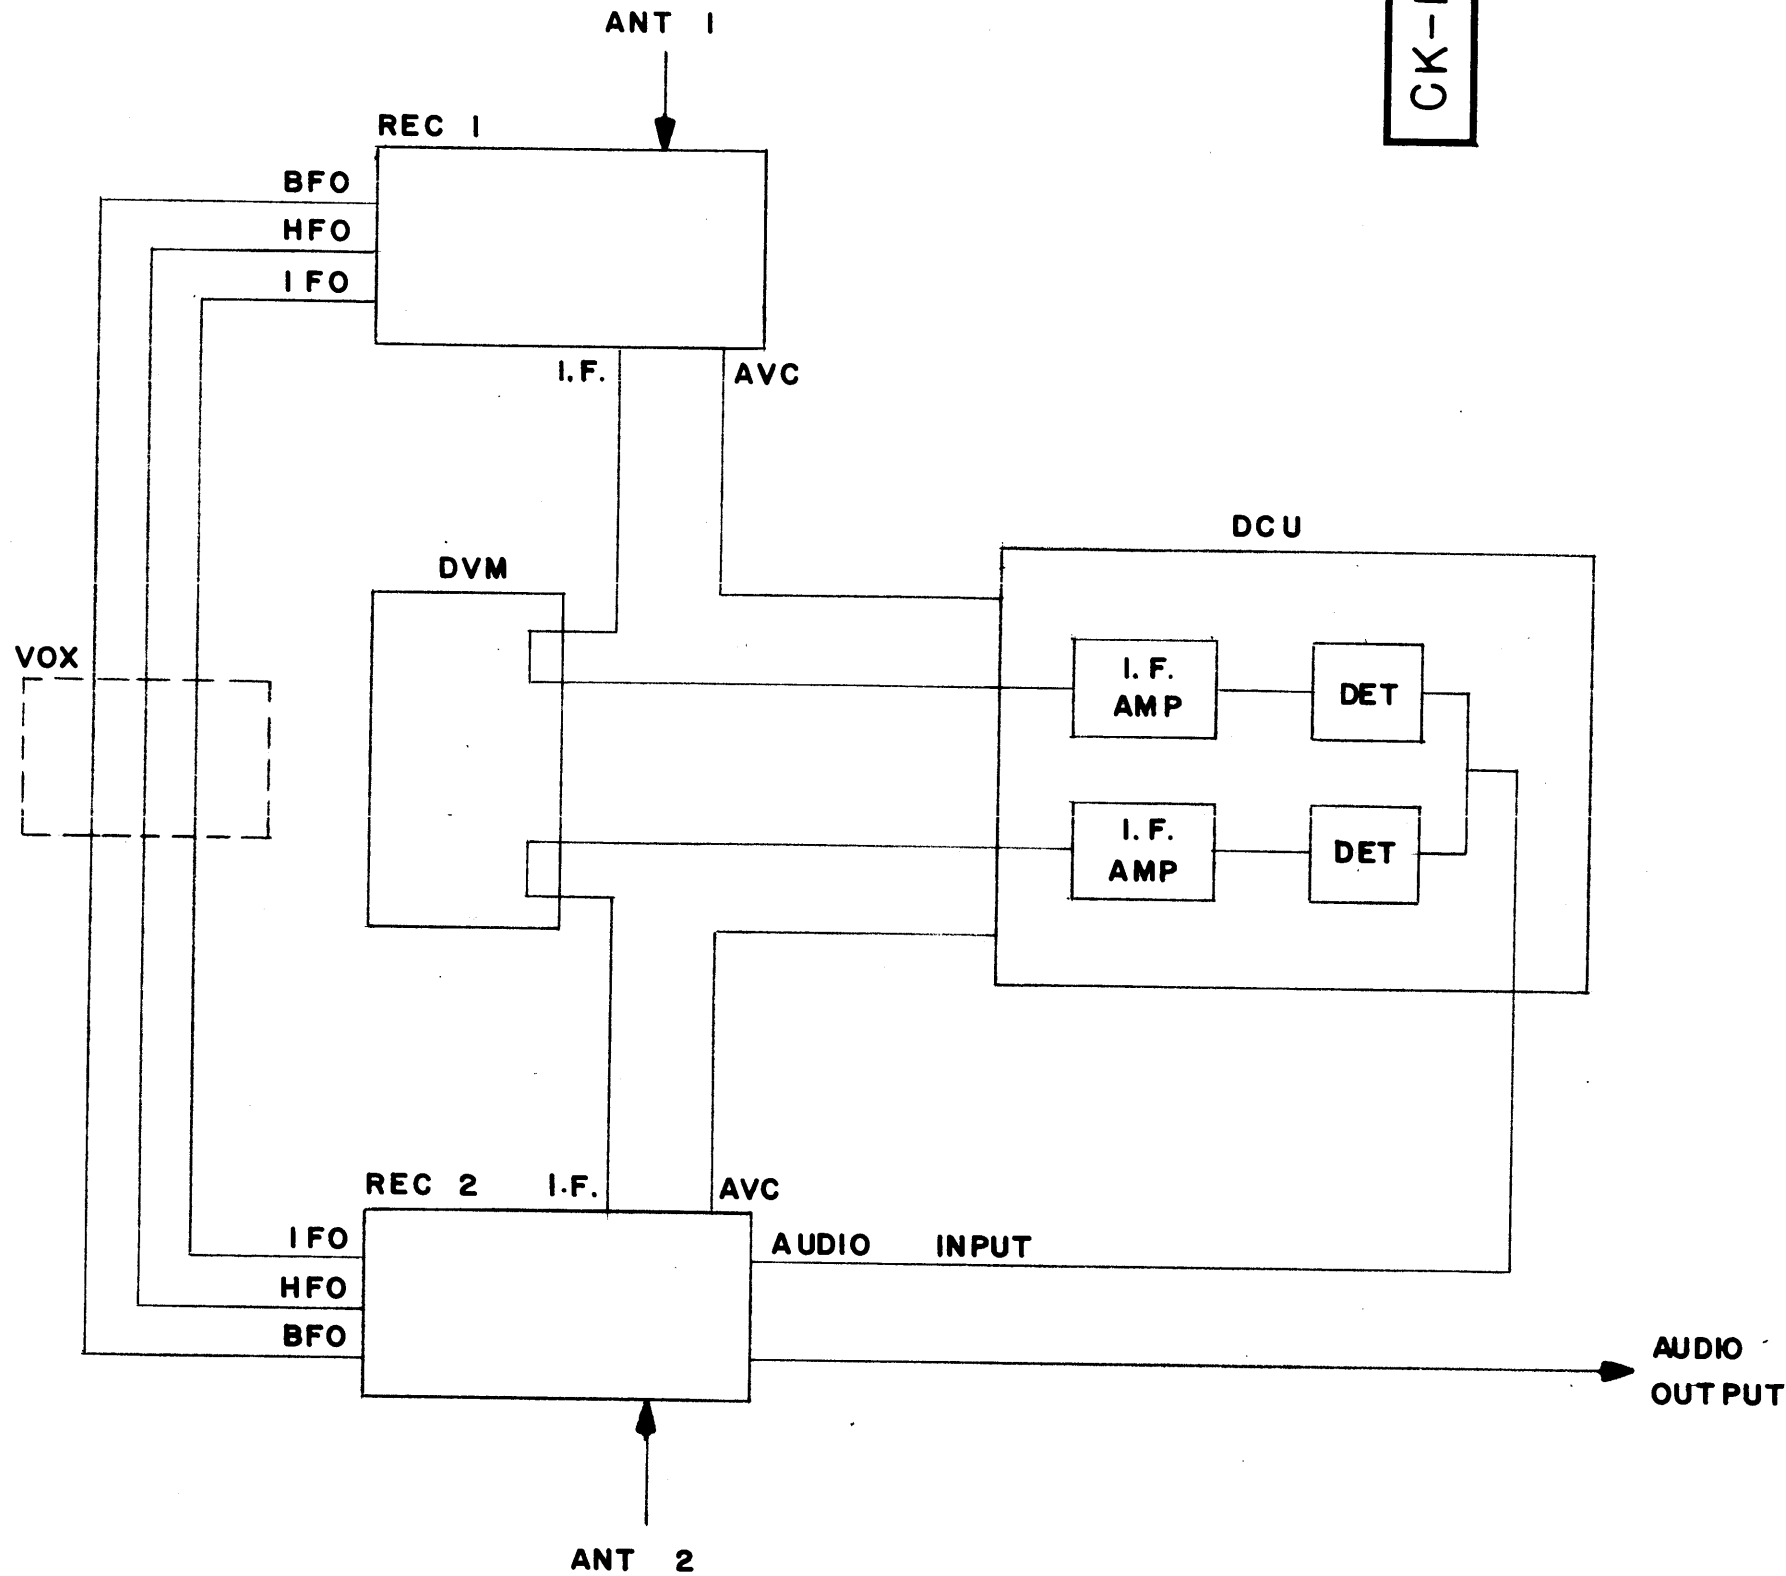 ANT 1
CK-
REC 1
BFO
HFO
IFO
I.F.
AVC
DCU
DVM
VOX
I.F.
AMP
DET
I.F.
AMP
DET
REC 2
I.F.
AVC
IFO
HFO
BFO
AUDIO INPUT
AUDIO
OUTPUT
ANT 2